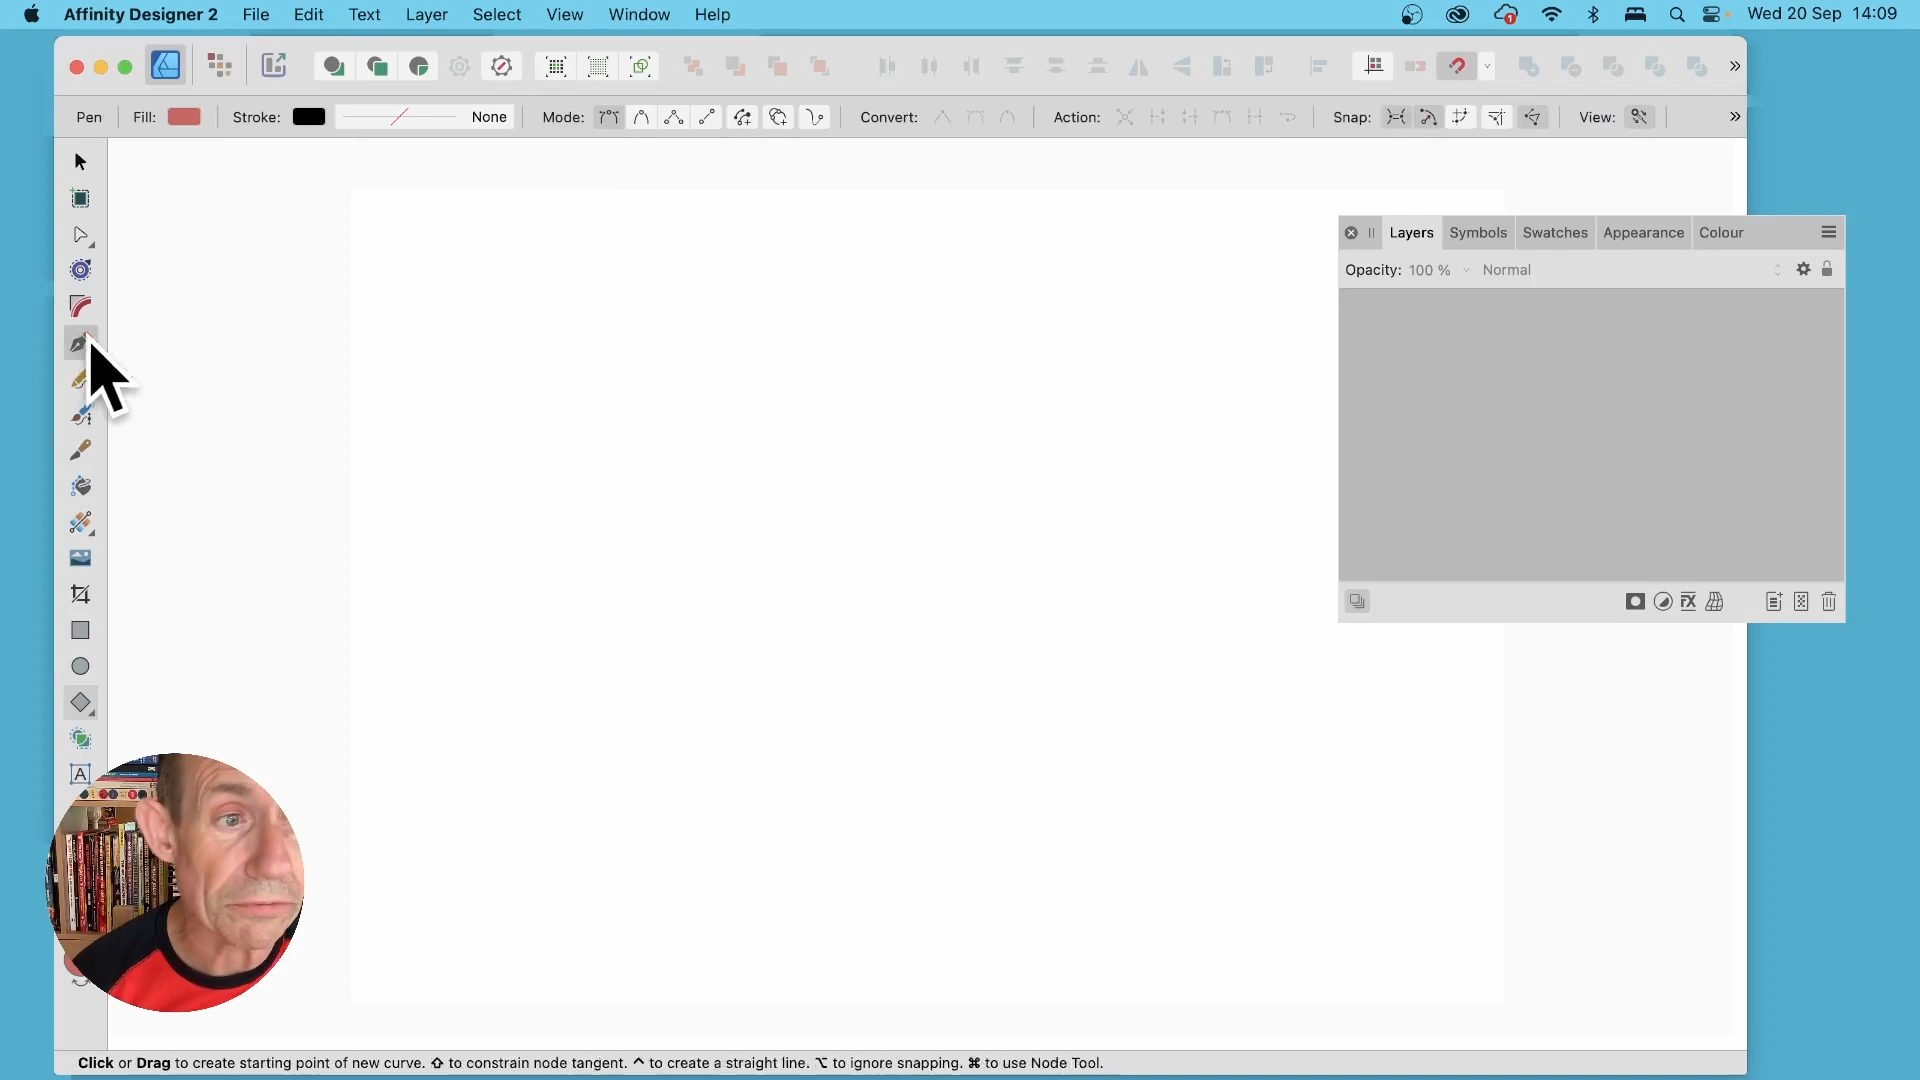 Affinity Designer 2 File Edit Text Layer Select View Window Help 1 Wed 20 Sep 14:09
Pen Fill: Stroke: None Mode: Convert: Action: Snap: View:
Layers Symbols Swatches Appearance Colour
Opacity: 100 % Normal
FX
A
Click or Drag to create starting point of new curve. ⇧ to constrain node tangent. ^ to create a straight line. ⌥ to ignore snapping. ⌘ to use Node Tool.